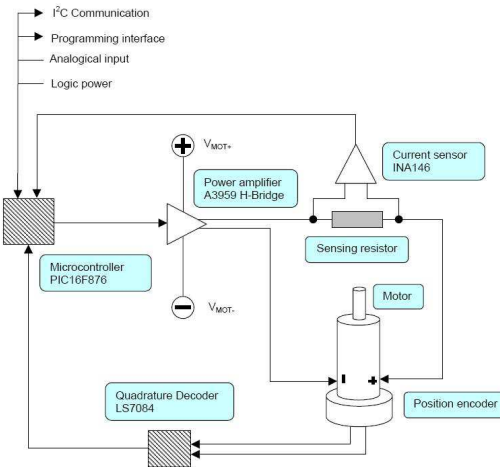 I²C Communication
Programming interface
Analogical input
Logic power
V_MOT+
Current sensor
INA146
Power amplifier
A3959 H-Bridge
Sensing resistor
Microcontroller
PIC16F876
V_MOT-
Motor
Quadrature Decoder
LS7084
Position encoder